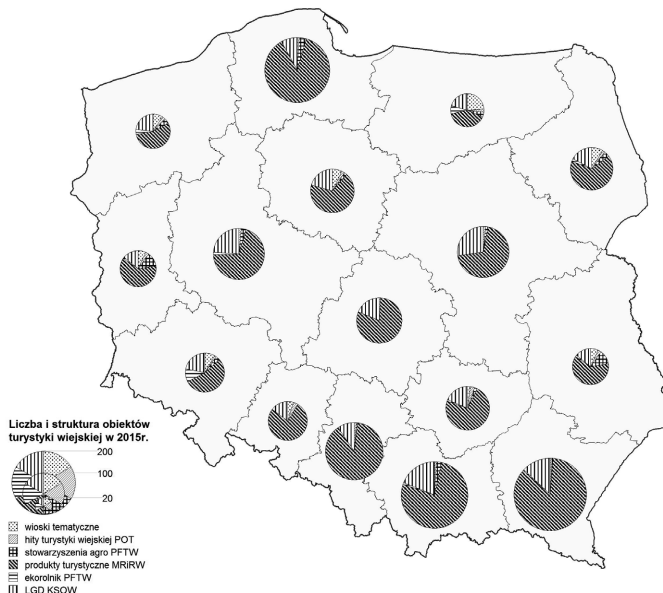 Liczba i struktura obiektów
turystyki wiejskiej w 2015r.
200
100
20
wioski tematyczne
hity turystyki wiejskiej POT
stowarzyszenia agro PFTW
produkty turystyczne MRiRW
ekorolnik PFTW
LGD KSOW